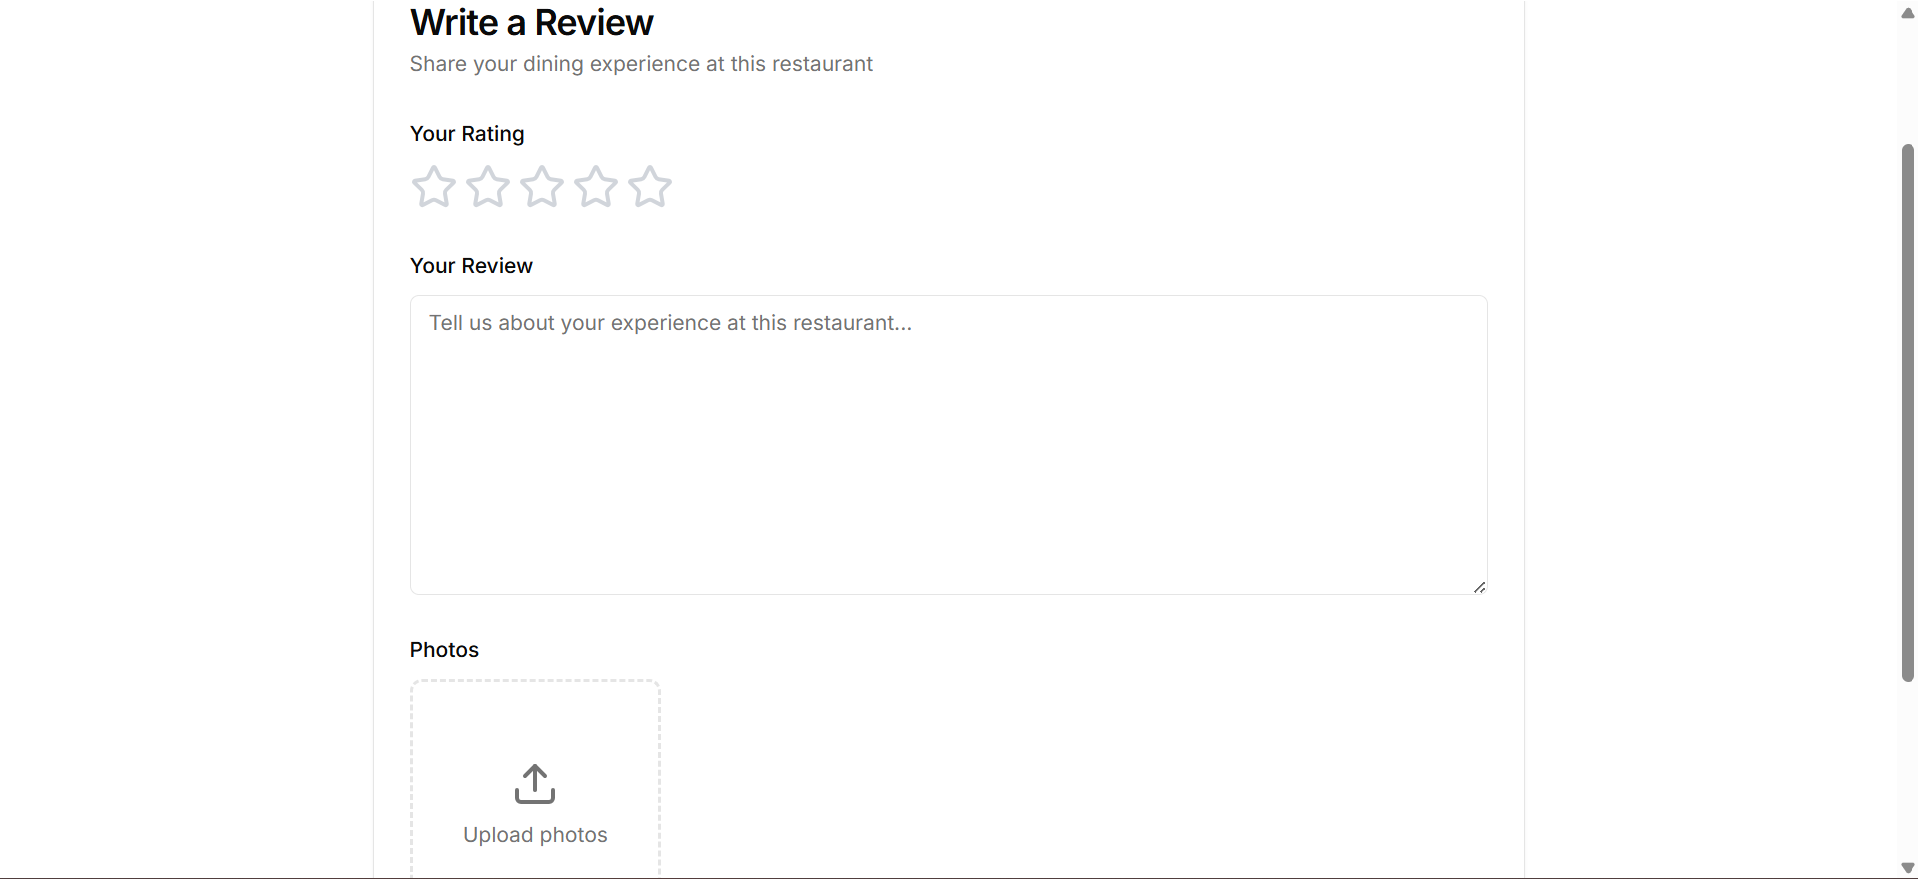 Write a Review
Share your dining experience at this restaurant
Your Rating
Your Review
Tell us about your experience at this restaurant...
Photos
Upload photos